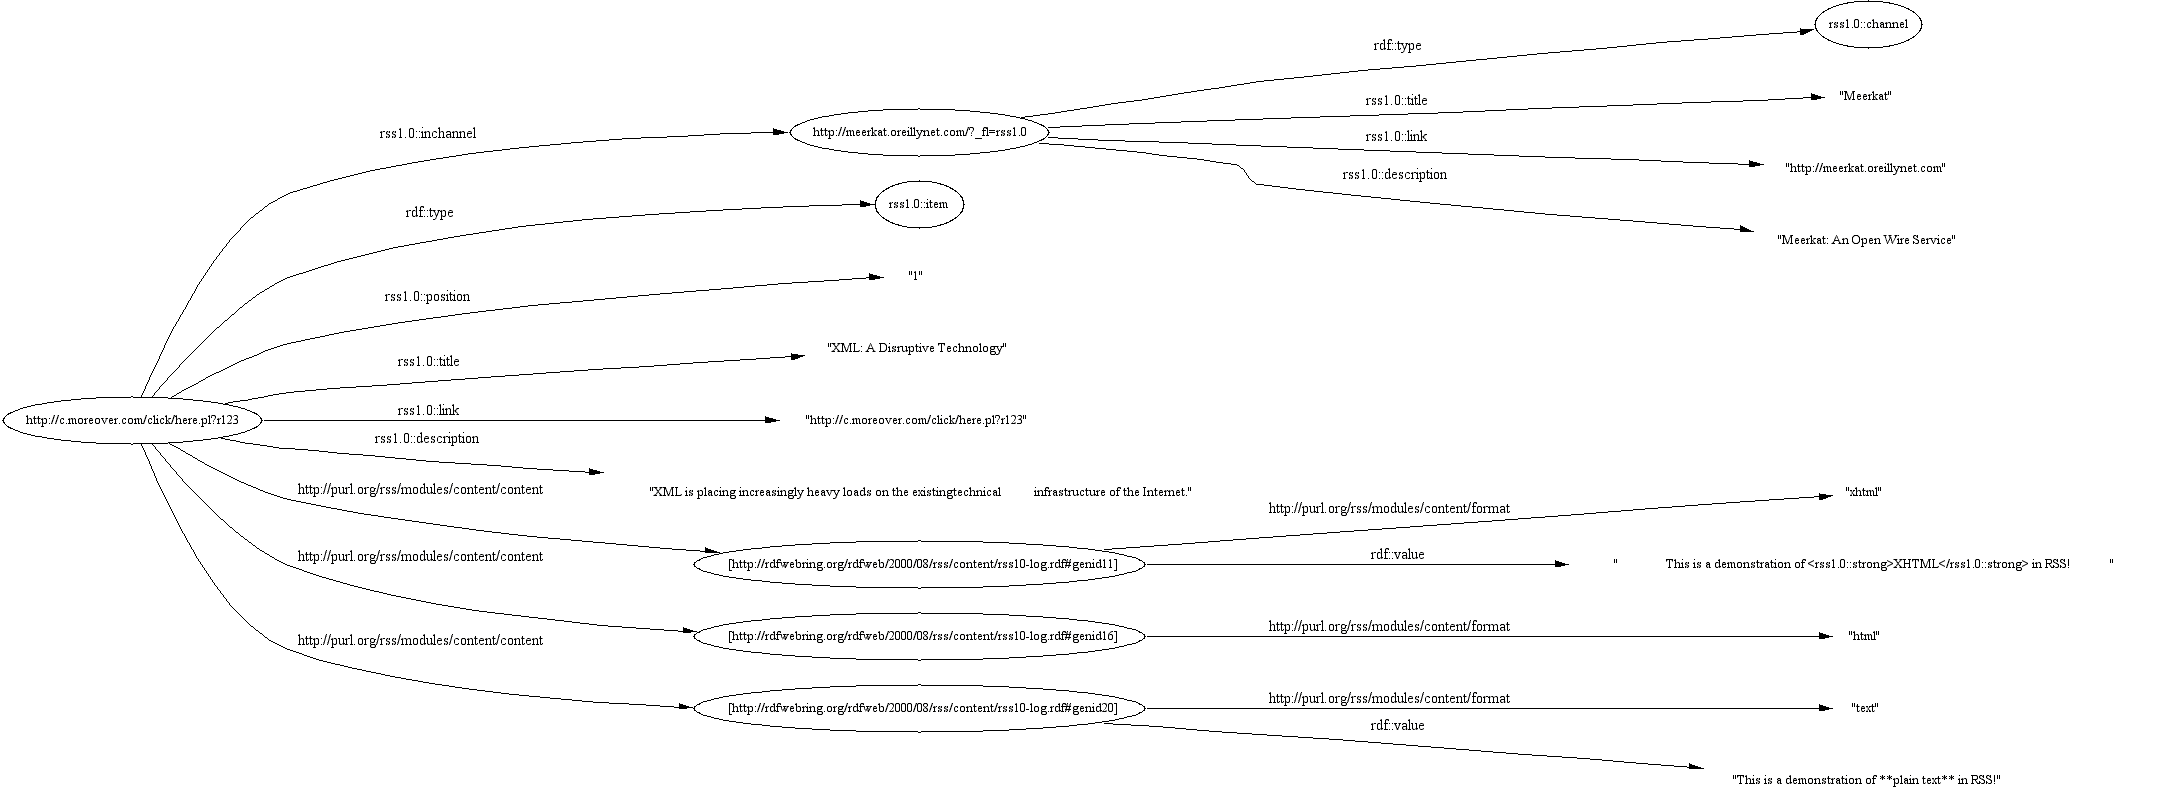 rss1.0::channel
rdf::type
"Meerkat"
rss1.0::title
rss1.0::inchannel
http://meerkat.oreillynet.com/?_fl=rss1.0
rss1.0::link
"http://meerkat.oreillynet.com"
rss1.0::description
rdf::type
rss1.0::item
"Meerkat: An Open Wire Service"
rss1.0::position
"1"
rss1.0::title
"XML: A Disruptive Technology"
http://c.moreover.com/click/here.pl?r123
rss1.0::link
"http://c.moreover.com/click/here.pl?r123"
rss1.0::description
http://purl.org/rss/modules/content/content
"XML is placing increasingly heavy loads on the existingtechnical infrastructure of the Internet."
http://purl.org/rss/modules/content/format
"xhtml"
http://purl.org/rss/modules/content/content
[http://rdfwebring.org/rdfweb/2000/08/rss/content/rss10-log.rdf#genid11]
rdf::value
" This is a demonstration of <rss1.0::strong>XHTML</rss1.0::strong> in RSS! "
http://purl.org/rss/modules/content/content
[http://rdfwebring.org/rdfweb/2000/08/rss/content/rss10-log.rdf#genid16]
http://purl.org/rss/modules/content/format
"html"
[http://rdfwebring.org/rdfweb/2000/08/rss/content/rss10-log.rdf#genid20]
http://purl.org/rss/modules/content/format
"text"
rdf::value
"This is a demonstration of **plain text** in RSS!"